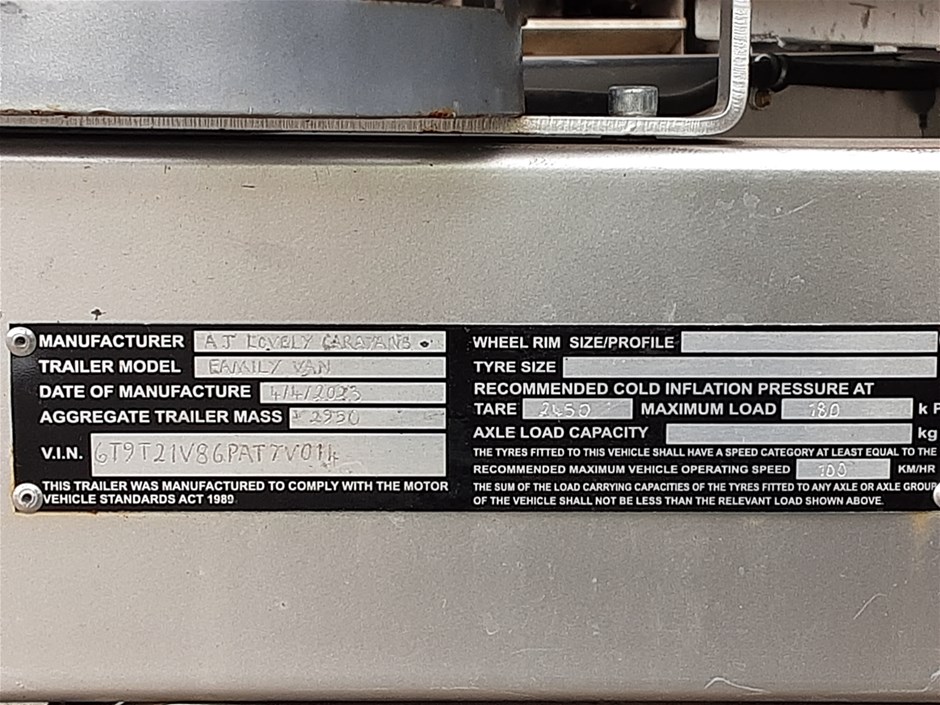 MANUFACTURER AJ LOVELY CARAVANS
TRAILER MODEL FAMILY VAN
DATE OF MANUFACTURE 4/4/2023
AGGREGATE TRAILER MASS 2950
V.I.N. 6T9T21V86PAT7V014
THIS TRAILER WAS MANUFACTURED TO COMPLY WITH THE MOTOR
VEHICLE STANDARDS ACT 1989
WHEEL RIM SIZE/PROFILE
TYRE SIZE
RECOMMENDED COLD INFLATION PRESSURE AT
TARE 2450 MAXIMUM LOAD 180 k P
AXLE LOAD CAPACITY kg
THE TYRES FITTED TO THIS VEHICLE SHALL HAVE A SPEED CATEGORY AT LEAST EQUAL TO THE
RECOMMENDED MAXIMUM VEHICLE OPERATING SPEED 100 KM/HR
THE SUM OF THE LOAD CARRYING CAPACITIES OF THE TYRES FITTED TO ANY AXLE OR AXLE GROUP
OF THE VEHICLE SHALL NOT BE LESS THAN THE RELEVANT LOAD SHOWN ABOVE.